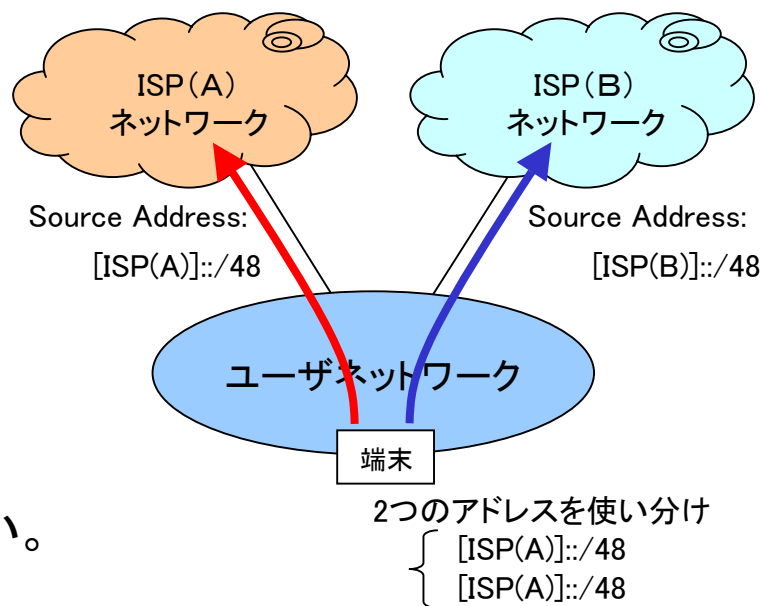 ISP(A)
ネットワーク
ISP(B)
ネットワーク
Source Address:
[ISP(A)]::/48
Source Address:
[ISP(B)]::/48
ユーザネットワーク
端末
い。
2つのアドレスを使い分け
[ISP(A)]::/48
[ISP(A)]::/48